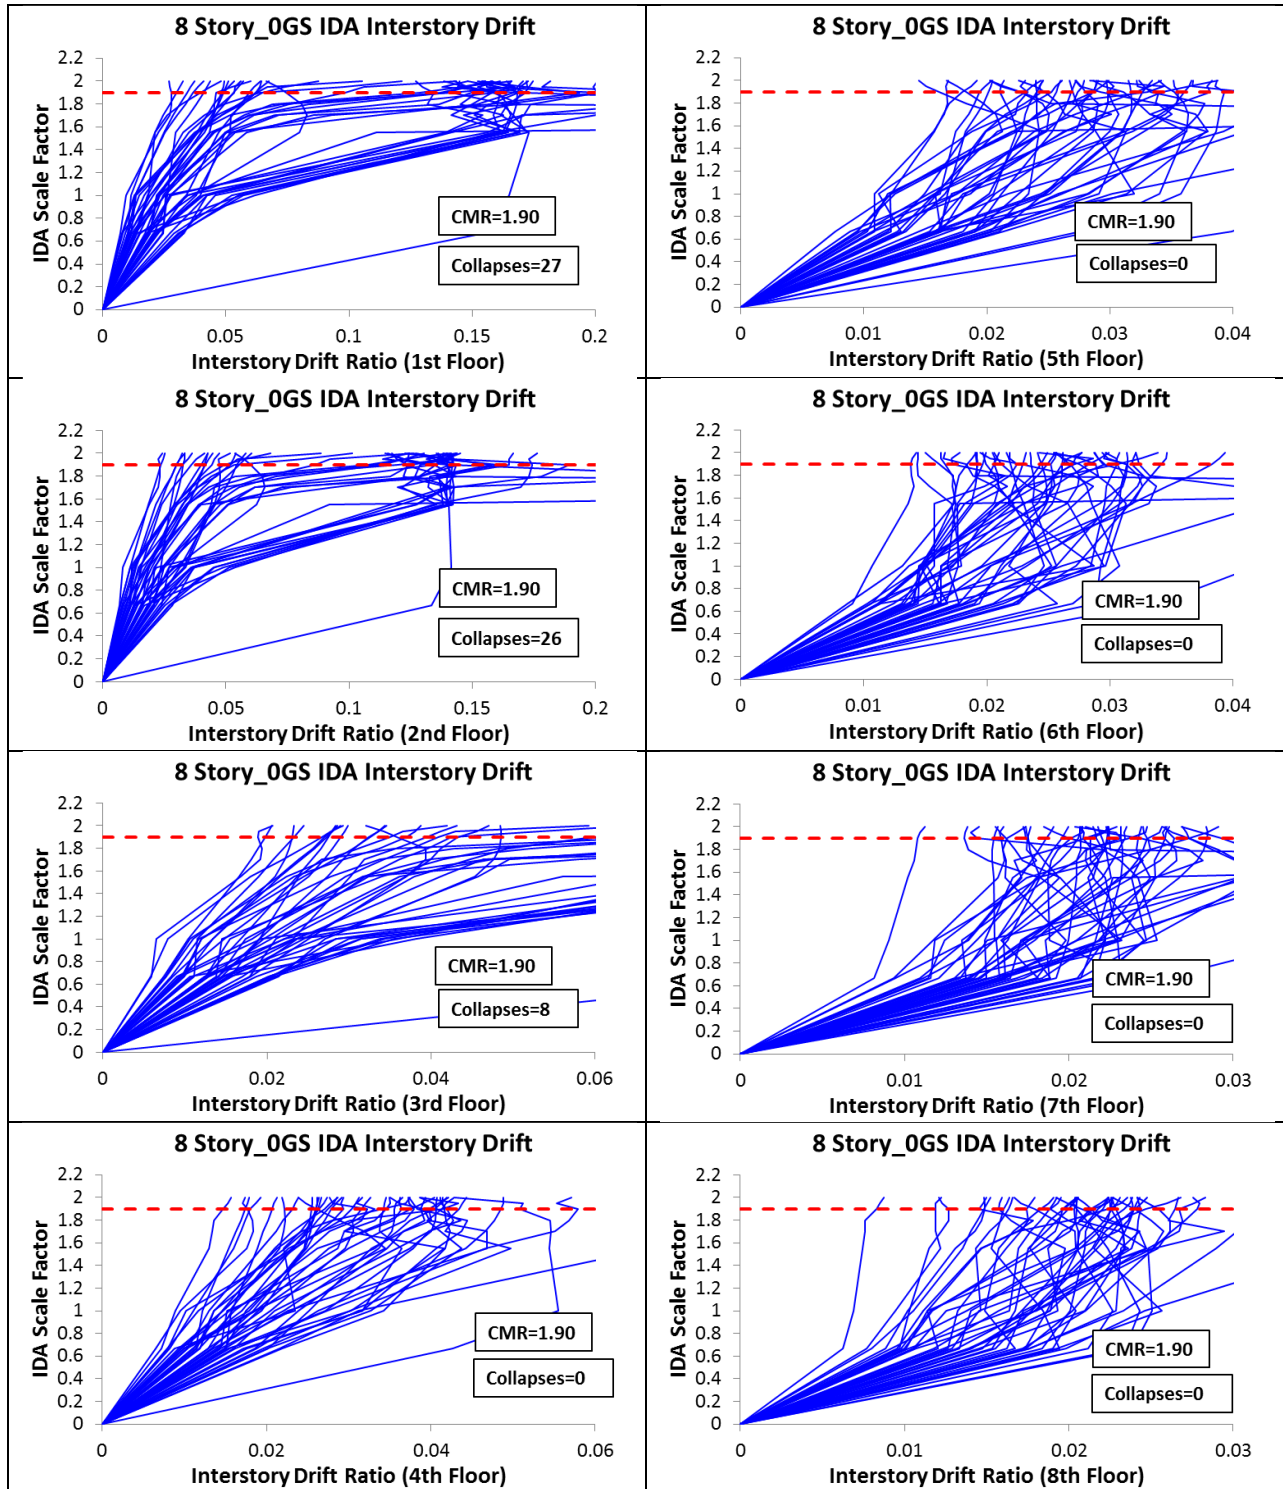 8 Story_0GS IDA Interstory Drift
IDA Scale Factor
2.2
2
1.8
1.6
1.4
1.2
1
0.8
0.6
0.4
0.2
0
CMR=1.90
Collapses=27
0 0.05 0.1 0.15 0.2
Interstory Drift Ratio (1st Floor)
8 Story_0GS IDA Interstory Drift
IDA Scale Factor
2.2
2
1.8
1.6
1.4
1.2
1
0.8
0.6
0.4
0.2
0
CMR=1.90
Collapses=0
0 0.01 0.02 0.03 0.04
Interstory Drift Ratio (5th Floor)
8 Story_0GS IDA Interstory Drift
IDA Scale Factor
2.2
2
1.8
1.6
1.4
1.2
1
0.8
0.6
0.4
0.2
0
CMR=1.90
Collapses=26
0 0.05 0.1 0.15 0.2
Interstory Drift Ratio (2nd Floor)
8 Story_0GS IDA Interstory Drift
IDA Scale Factor
2.2
2
1.8
1.6
1.4
1.2
1
0.8
0.6
0.4
0.2
0
CMR=1.90
Collapses=0
0 0.01 0.02 0.03 0.04
Interstory Drift Ratio (6th Floor)
8 Story_0GS IDA Interstory Drift
IDA Scale Factor
2.2
2
1.8
1.6
1.4
1.2
1
0.8
0.6
0.4
0.2
0
CMR=1.90
Collapses=8
0 0.02 0.04 0.06
Interstory Drift Ratio (3rd Floor)
8 Story_0GS IDA Interstory Drift
IDA Scale Factor
2.2
2
1.8
1.6
1.4
1.2
1
0.8
0.6
0.4
0.2
0
CMR=1.90
Collapses=0
0 0.01 0.02 0.03
Interstory Drift Ratio (7th Floor)
8 Story_0GS IDA Interstory Drift
IDA Scale Factor
2.2
2
1.8
1.6
1.4
1.2
1
0.8
0.6
0.4
0.2
0
CMR=1.90
Collapses=0
0 0.02 0.04 0.06
Interstory Drift Ratio (4th Floor)
8 Story_0GS IDA Interstory Drift
IDA Scale Factor
2.2
2
1.8
1.6
1.4
1.2
1
0.8
0.6
0.4
0.2
0
CMR=1.90
Collapses=0
0 0.01 0.02 0.03
Interstory Drift Ratio (8th Floor)